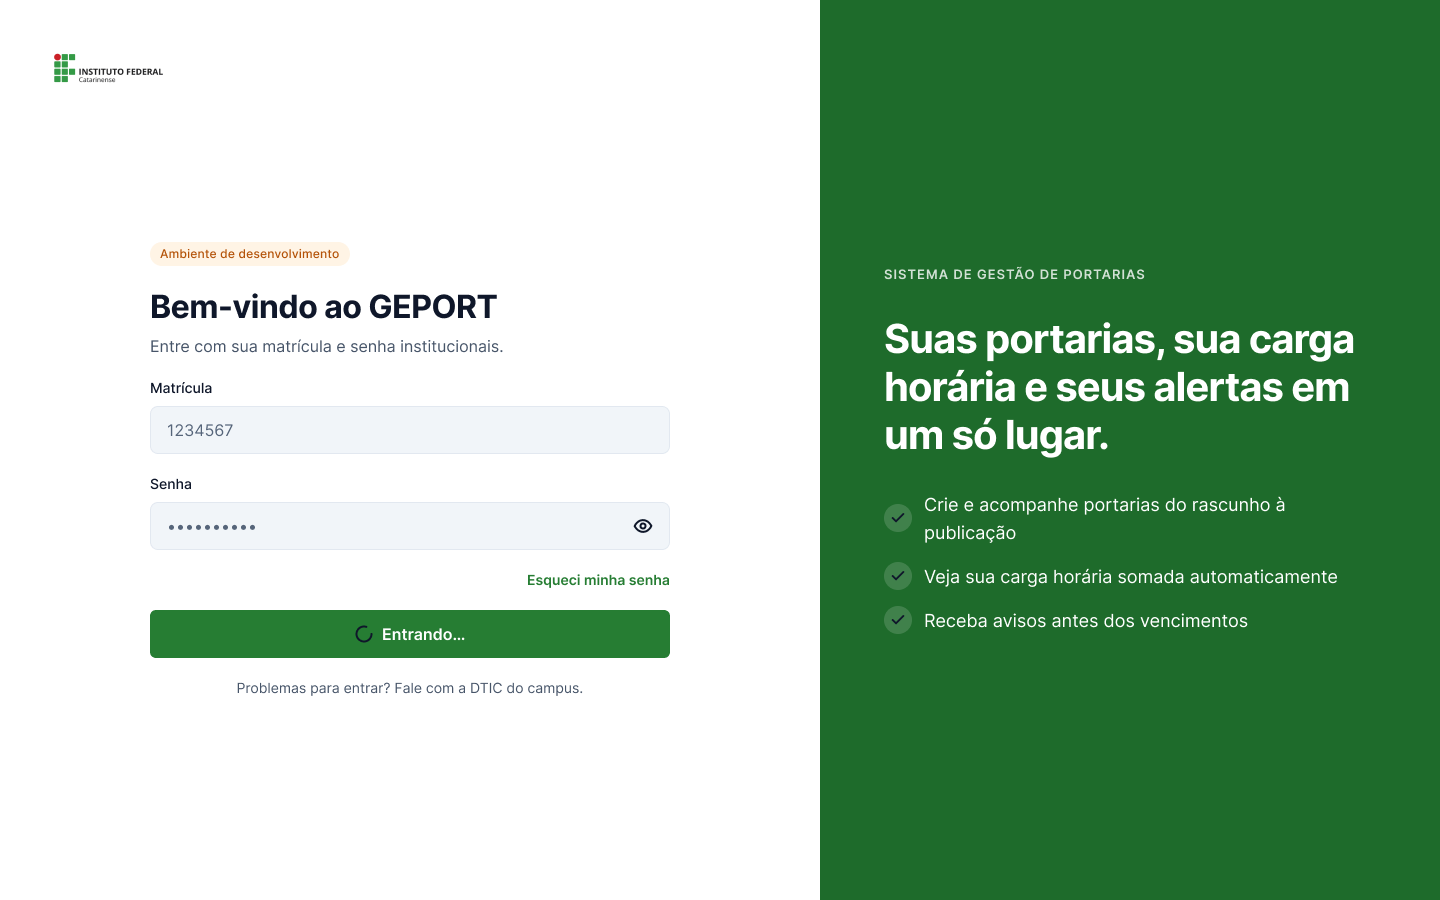 INSTITUTO FEDERAL
Catarinense
Ambiente de desenvolvimento
Bem-vindo ao GEPORT
Entre com sua matrícula e senha institucionais.
Matrícula
1234567
Senha
••••••••••
Esqueci minha senha
Entrando...
Problemas para entrar? Fale com a DTIC do campus.
SISTEMA DE GESTÃO DE PORTARIAS
Suas portarias, sua carga
horária e seus alertas em
um só lugar.
Crie e acompanhe portarias do rascunho à
publicação
Veja sua carga horária somada automaticamente
Receba avisos antes dos vencimentos